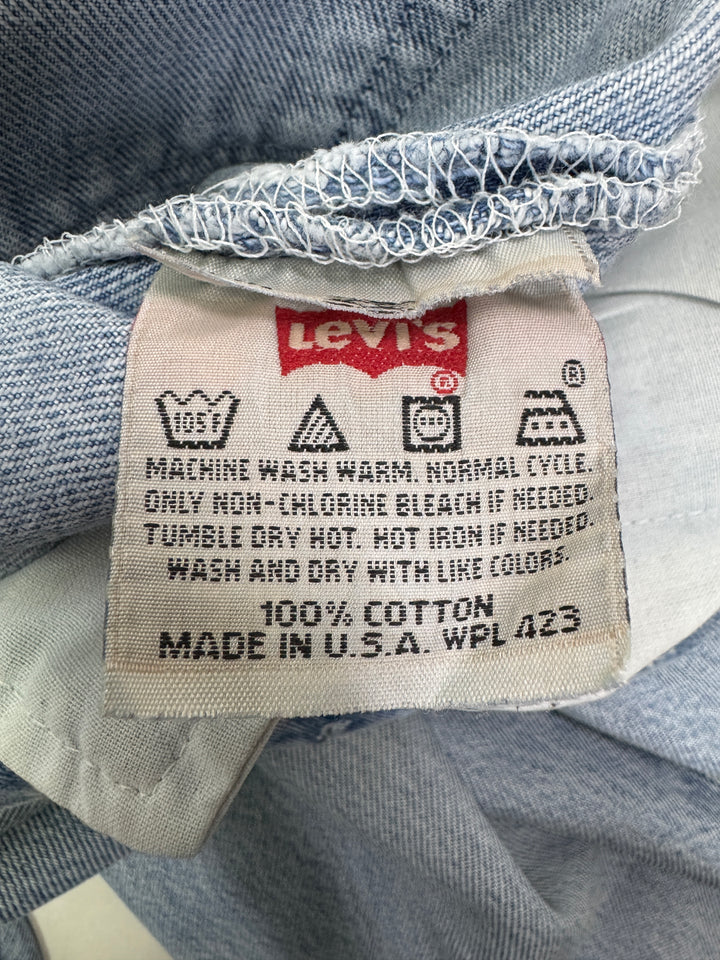 Levi's
®
®
105F
MACHINE WASH WARM. NORMAL CYCLE.
ONLY NON-CHLORINE BLEACH IF NEEDED.
TUMBLE DRY HOT. HOT IRON IF NEEDED.
WASH AND DRY WITH LIKE COLORS.
100% COTTON
MADE IN U.S.A. WPL 423